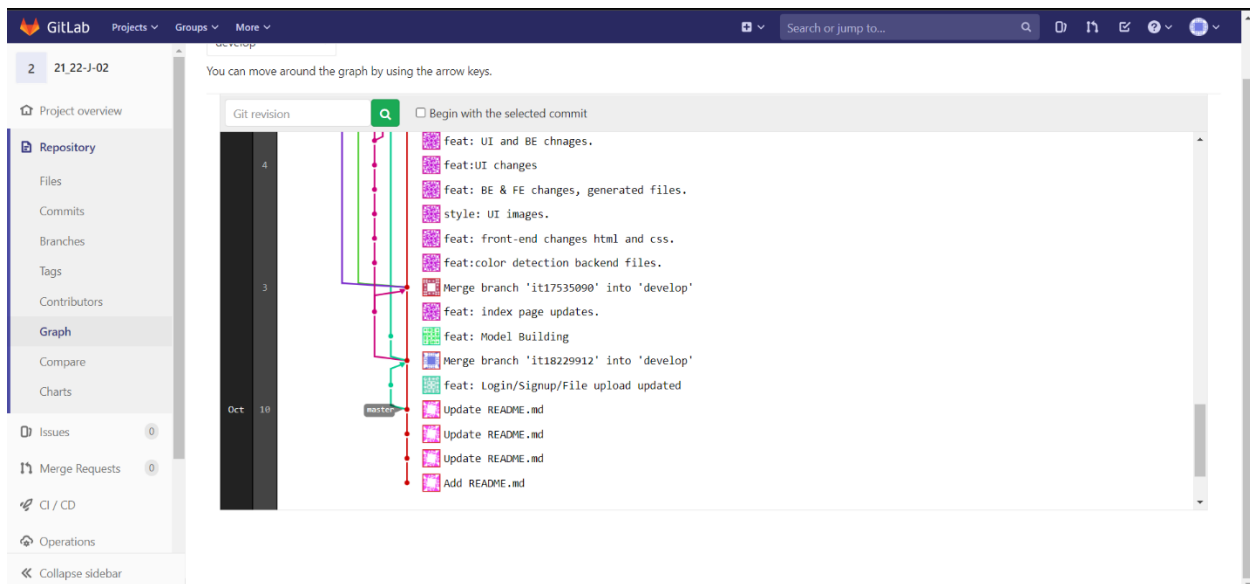 GitLab Projects Groups More Search or jump to...
develop
2 21_22-J-02
You can move around the graph by using the arrow keys.
Project overview
Git revision Begin with the selected commit
Repository
feat: UI and BE chnages.
4 feat:UI changes
Files
feat: BE & FE changes, generated files.
Commits
style: UI images.
Branches
feat: front-end changes html and css.
Tags
feat:color detection backend files.
Contributors
3 Merge branch 'it17535090' into 'develop'
Graph
feat: index page updates.
feat: Model Building
Compare
Merge branch 'it18229912' into 'develop'
Charts
feat: Login/Signup/File upload updated
Oct 10 master Update README.md
Issues 0
Update README.md
Update README.md
Merge Requests 0
Add README.md
CI / CD
Operations
Collapse sidebar